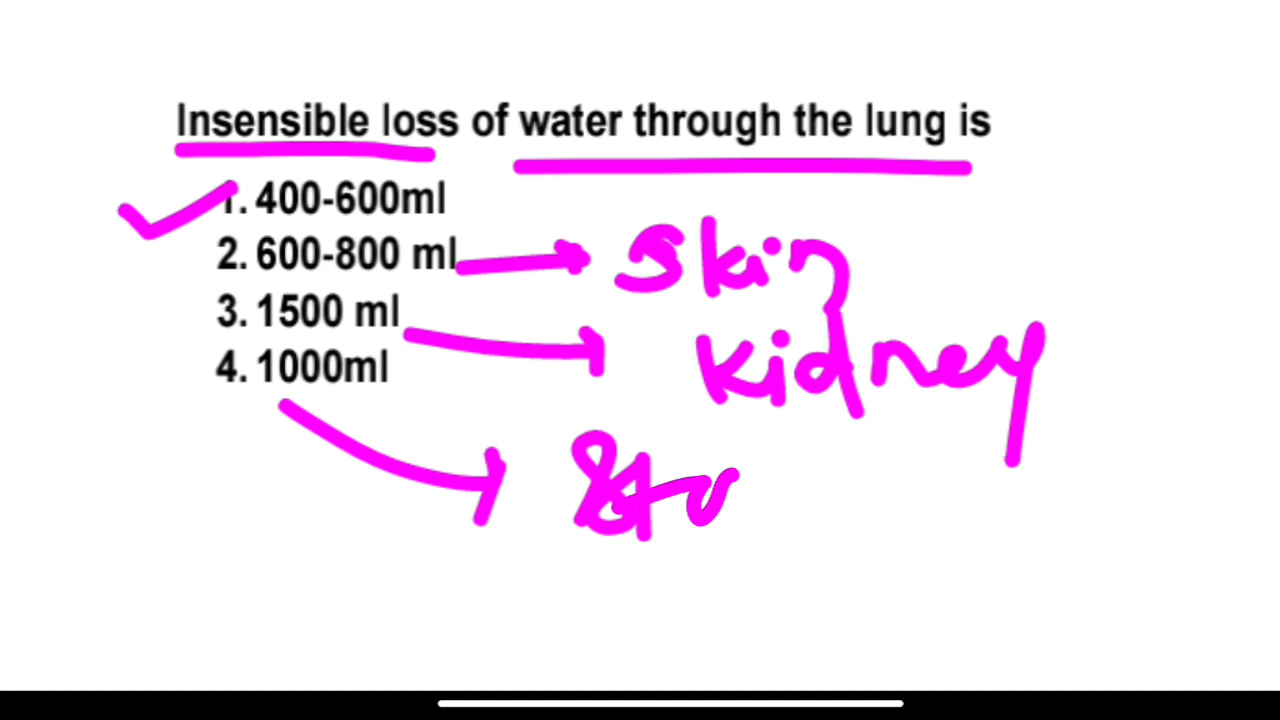 Insensible loss of water through the lung is
1. 400-600ml
2. 600-800 ml skin
3. 1500 ml kidney
4. 1000ml